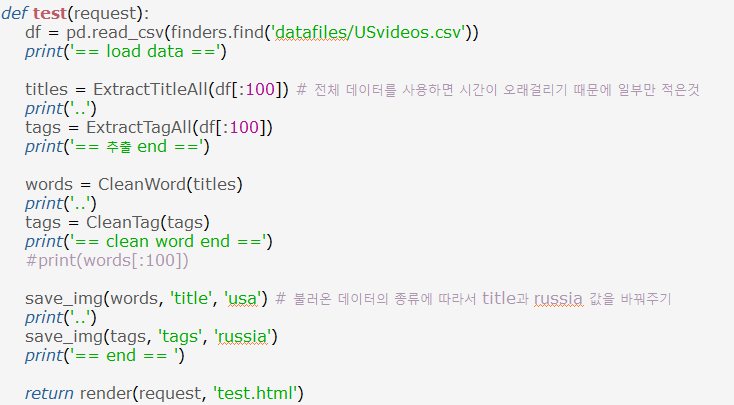 def test(request):
    df = pd.read_csv(finders.find('datafiles/USvideos.csv'))
    print('== load data ==')

    titles = ExtractTitleAll(df[:100]) # 전체 데이터를 사용하면 시간이 오래걸리기 때문에 일부만 적은것
    print('..')
    tags = ExtractTagAll(df[:100])
    print('== 추출 end ==')

    words = CleanWord(titles)
    print('..')
    tags = CleanTag(tags)
    print('== clean word end ==')
    #print(words[:100])

    save_img(words, 'title', 'usa') # 불러온 데이터의 종류에 따라서 title과 russia 값을 바꿔주기
    print('..')
    save_img(tags, 'tags', 'russia')
    print('== end == ')

    return render(request, 'test.html')